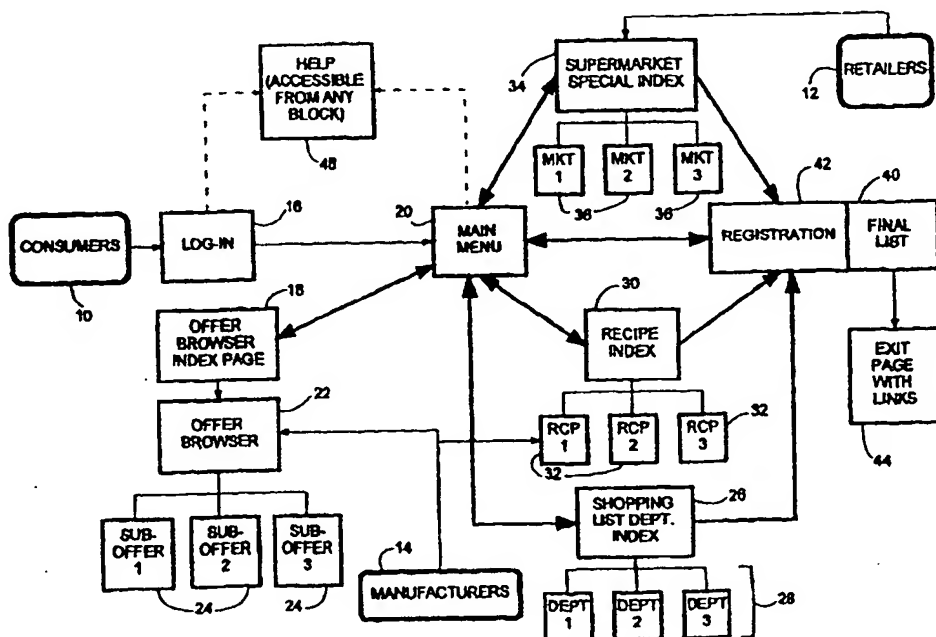 HELP
(ACCESSIBLE
FROM ANY
BLOCK)
48
34
SUPERMARKET
SPECIAL INDEX
12
RETAILERS
MKT
1
MKT
2
MKT
3
36
36
42
40
CONSUMERS
10
16
LOG-IN
20
MAIN
MENU
REGISTRATION
FINAL
LIST
18
OFFER
BROWSER
INDEX PAGE
30
RECIPE
INDEX
EXIT
PAGE
WITH
LINKS
44
22
OFFER
BROWSER
RCP
1
RCP
2
RCP
3
32
32
SUB-
OFFER
1
SUB-
OFFER
2
SUB-
OFFER
3
24
24
14
MANUFACTURERS
26
SHOPPING
LIST DEPT.
INDEX
DEPT
1
DEPT
2
DEPT
3
28